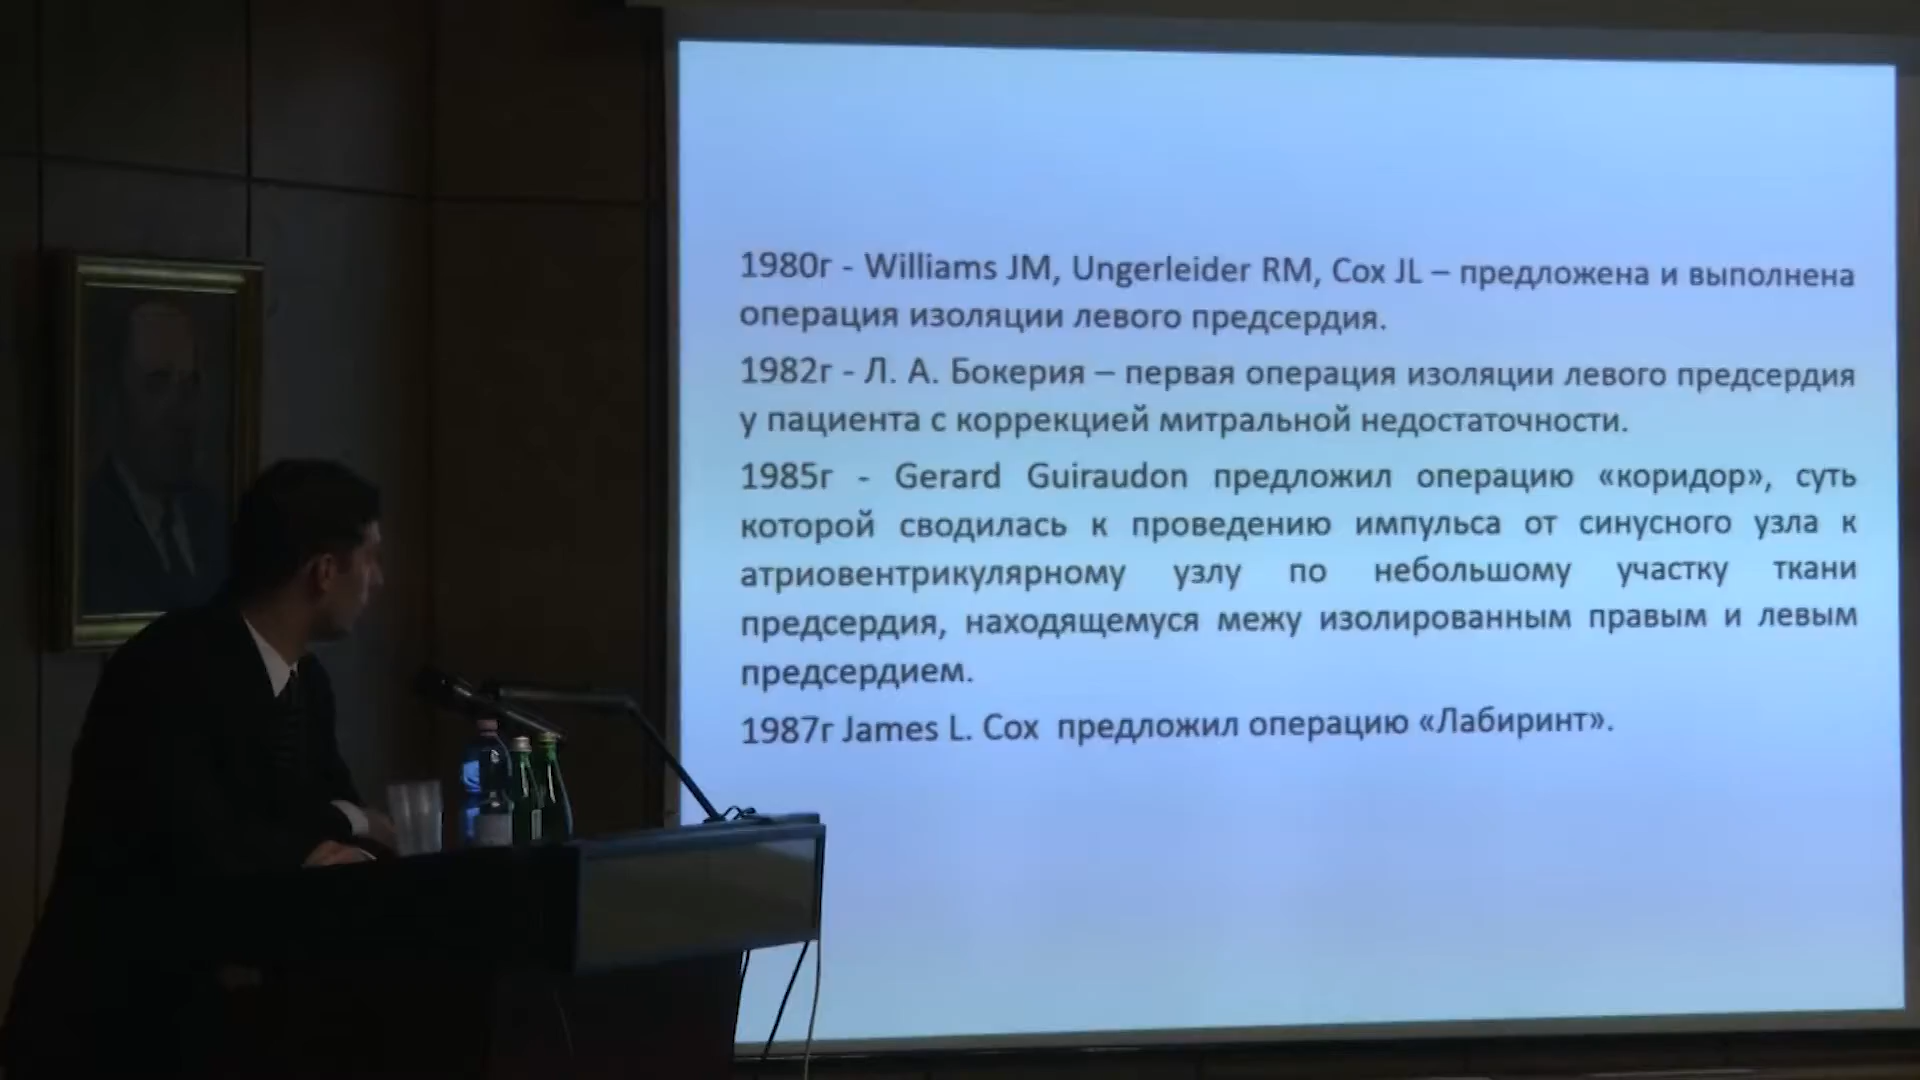 1980г - Williams JM, Ungerleider RM, Cox JL – предложена и выполнена
операция изоляции левого предсердия.
1982г - Л. А. Бокерия – первая операция изоляции левого предсердия
у пациента с коррекцией митральной недостаточности.
1985г - Gerard Guiraudon предложил операцию «коридор», суть
которой сводилась к проведению импульса от синусного узла к
атриовентрикулярному узлу по небольшому участку ткани
предсердия, находящемуся межу изолированным правым и левым
предсердием.
1987г James L. Cox предложил операцию «Лабиринт».